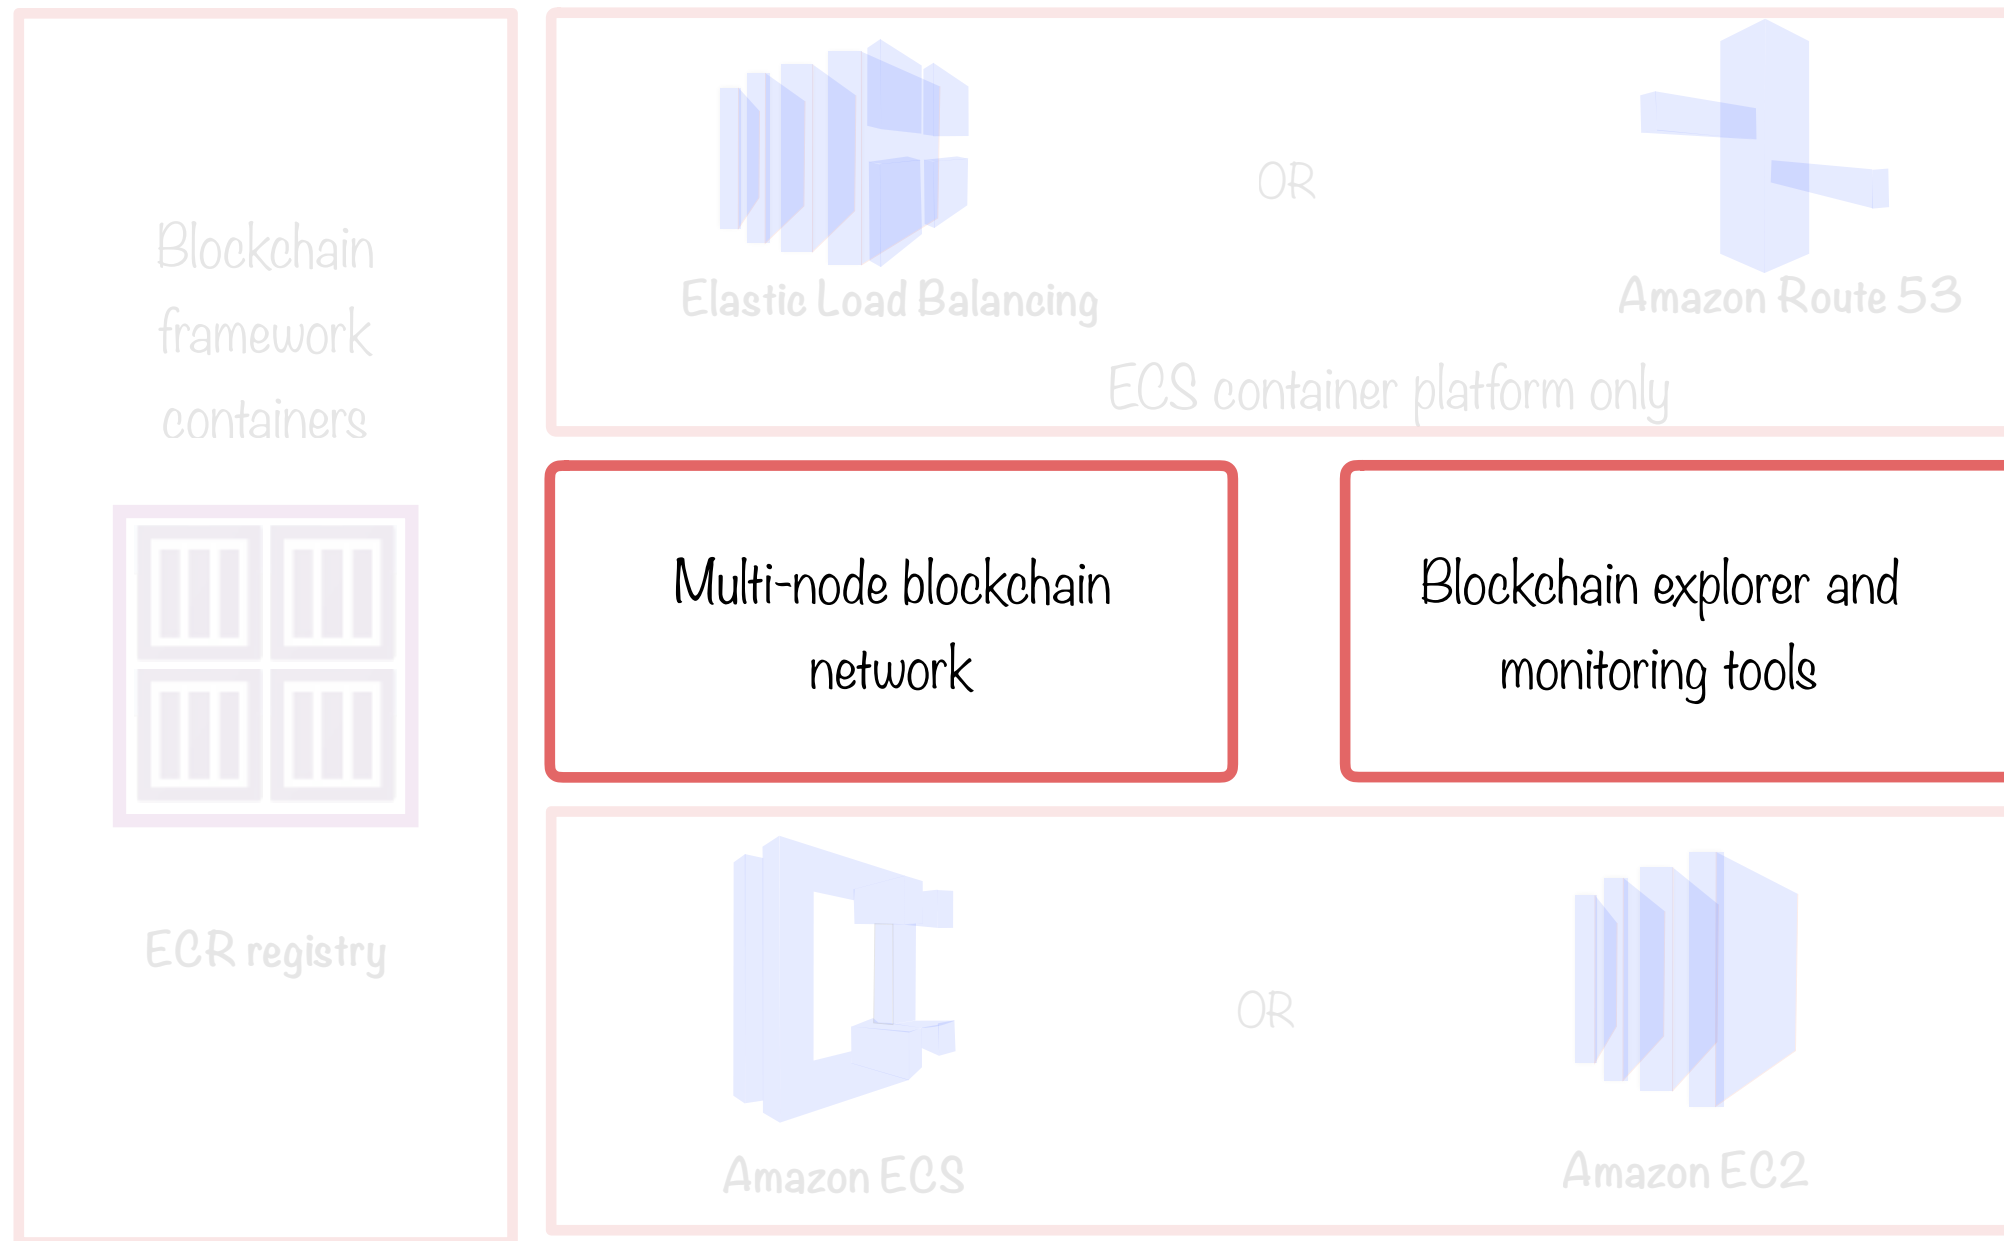 Blockchain
framework
containers
ECR registry
OR
Elastic Load Balancing
Amazon Route 53
ECS container platform only
Multi-node blockchain
network
Blockchain explorer and
monitoring tools
OR
Amazon ECS
Amazon EC2